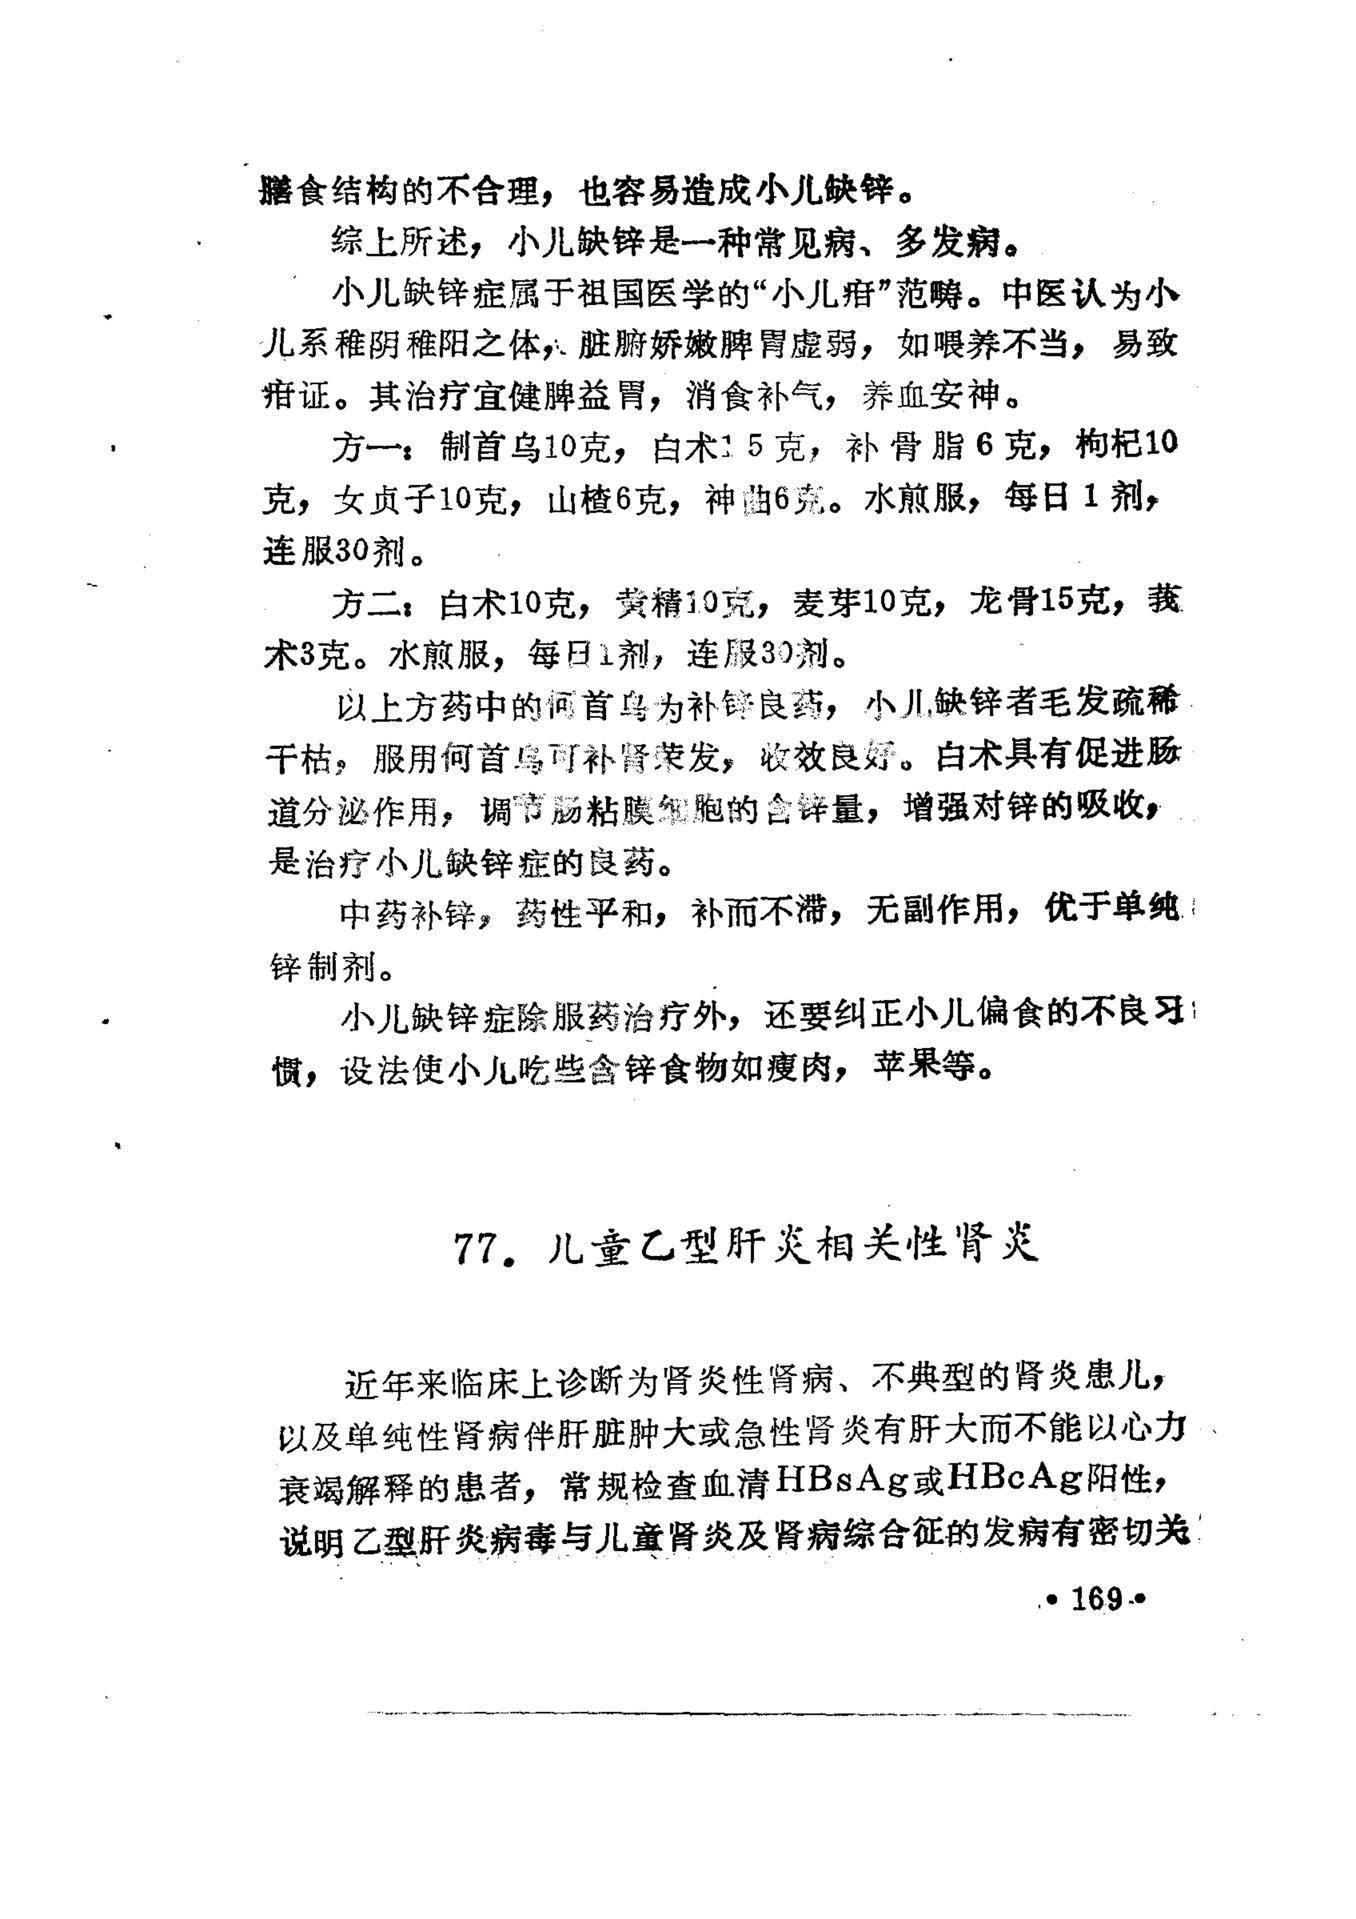 膳食结构的不合理，也容易造成小儿缺锌。
综上所述，小儿缺锌是一种常见病、多发病。
小儿缺锌症属于祖国医学的“小儿疳”范畴。中医认为小
儿系稚阴稚阳之体，脏腑娇嫩脾胃虚弱，如喂养不当，易致
疳证。其治疗宜健脾益胃，消食补气，养血安神。
方一：制首乌10克，白术15克，补骨脂6克，枸杞10
克，女贞子10克，山楂6克，神曲6克。水煎服，每日1剂，
连服30剂。
方二：白术10克，黄精10克，麦芽10克，龙骨15克，莪
术3克。水煎服，每日1剂，连服30剂。
以上方药中的何首乌为补锌良药，小儿缺锌者毛发疏稀
干枯，服用何首乌可补肾荣发，收效良好。白术具有促进肠
道分泌作用，调节肠粘膜细胞的含锌量，增强对锌的吸收，
是治疗小儿缺锌症的良药。
中药补锌，药性平和，补而不滞，无副作用，优于单纯
锌制剂。
小儿缺锌症除服药治疗外，还要纠正小儿偏食的不良习
惯，设法使小儿吃些含锌食物如瘦肉，苹果等。
77．儿童乙型肝炎相关性肾炎
近年来临床上诊断为肾炎性肾病、不典型的肾炎患儿，
以及单纯性肾病伴肝脏肿大或急性肾炎有肝大而不能以心力
衰竭解释的患者，常规检查血清HBsAg或HBcAg阳性，
说明乙型肝炎病毒与儿童肾炎及肾病综合征的发病有密切关
•169•